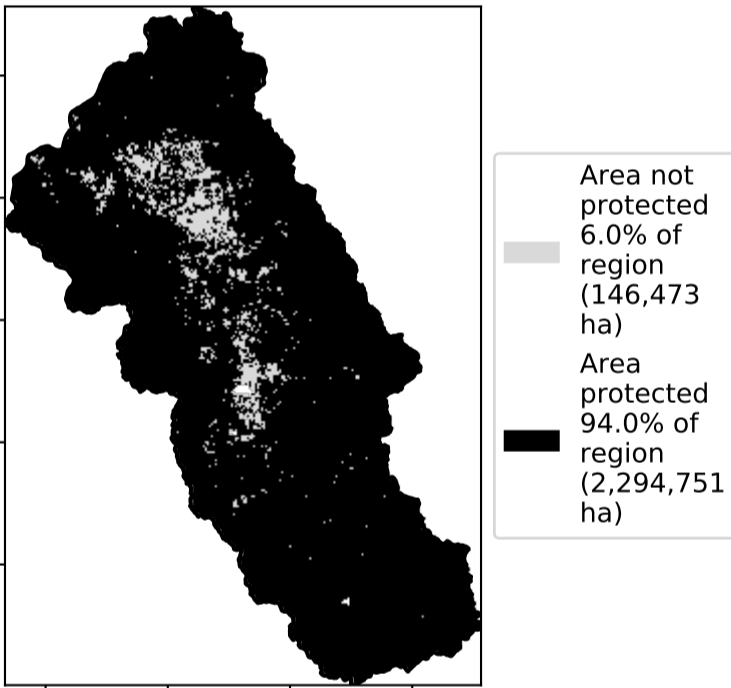 Area not
protected
6.0% of
region
(146,473
ha)
Area
protected
94.0% of
region
(2,294,751
ha)